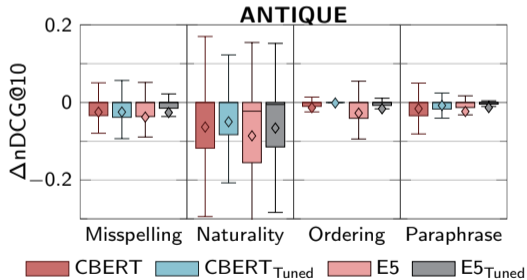 ANTIQUE
0.2
0
−0.2
ΔnDCG@10
Misspelling Naturality Ordering Paraphrase
CBERT CBERT_Tuned E5 E5_Tuned